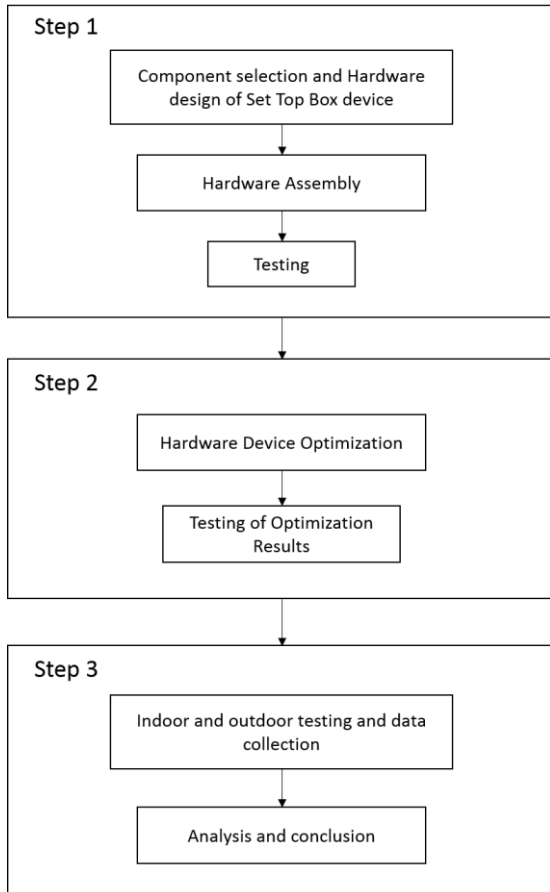 Step 1
Component selection and Hardware
design of Set Top Box device
Hardware Assembly
Testing
Step 2
Hardware Device Optimization
Testing of Optimization
Results
Step 3
Indoor and outdoor testing and data
collection
Analysis and conclusion